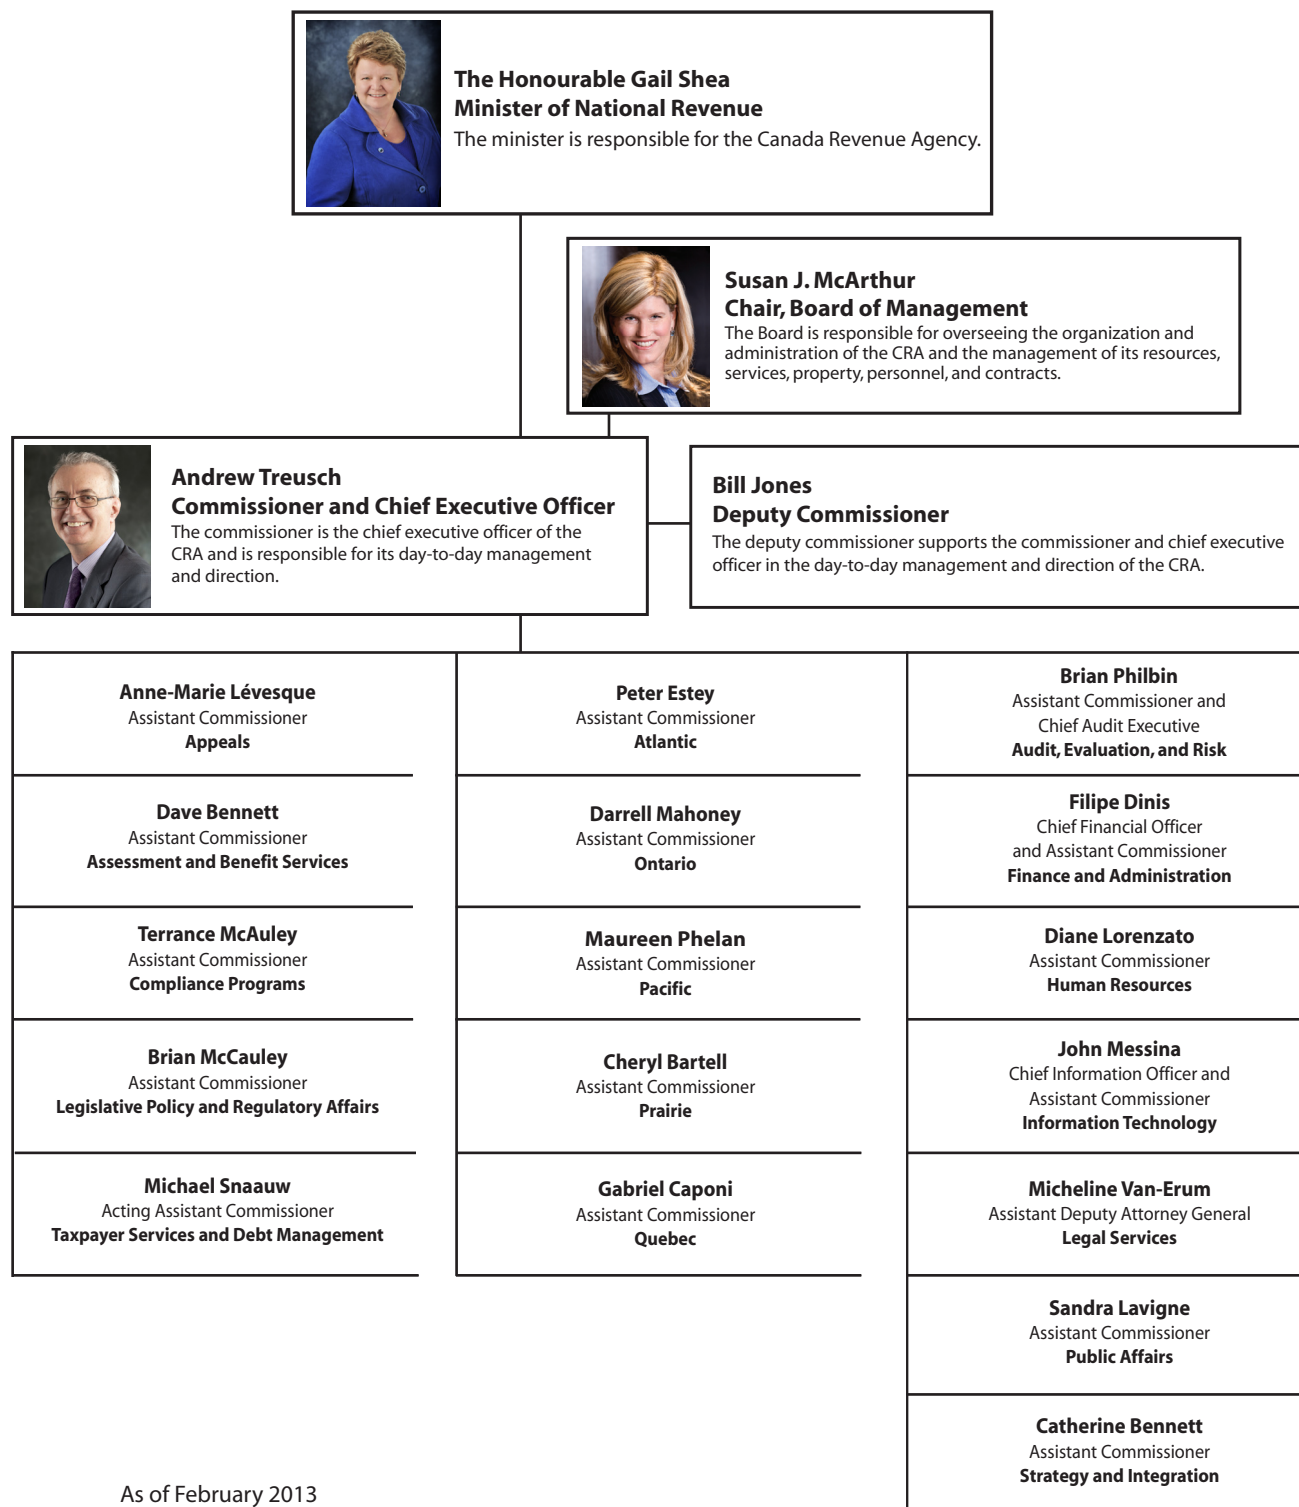 The Honourable Gail Shea
Minister of National Revenue
The minister is responsible for the Canada Revenue Agency.
Susan J. McArthur
Chair, Board of Management
The Board is responsible for overseeing the organization and
administration of the CRA and the management of its resources,
services, property, personnel, and contracts.
Andrew Treusch
Commissioner and Chief Executive Officer
The commissioner is the chief executive officer of the
CRA and is responsible for its day-to-day management
and direction.
Bill Jones
Deputy Commissioner
The deputy commissioner supports the commissioner and chief executive
officer in the day-to-day management and direction of the CRA.
Anne-Marie Lévesque
Assistant Commissioner
Appeals
Dave Bennett
Assistant Commissioner
Assessment and Benefit Services
Terrance McAuley
Assistant Commissioner
Compliance Programs
Brian McCauley
Assistant Commissioner
Legislative Policy and Regulatory Affairs
Michael Snaauw
Acting Assistant Commissioner
Taxpayer Services and Debt Management
Peter Estey
Assistant Commissioner
Atlantic
Darrell Mahoney
Assistant Commissioner
Ontario
Maureen Phelan
Assistant Commissioner
Pacific
Cheryl Bartell
Assistant Commissioner
Prairie
Gabriel Caponi
Assistant Commissioner
Quebec
Brian Philbin
Assistant Commissioner and
Chief Audit Executive
Audit, Evaluation, and Risk
Filipe Dinis
Chief Financial Officer
and Assistant Commissioner
Finance and Administration
Diane Lorenzato
Assistant Commissioner
Human Resources
John Messina
Chief Information Officer and
Assistant Commissioner
Information Technology
Micheline Van-Erum
Assistant Deputy Attorney General
Legal Services
Sandra Lavigne
Assistant Commissioner
Public Affairs
Catherine Bennett
Assistant Commissioner
Strategy and Integration
As of February 2013